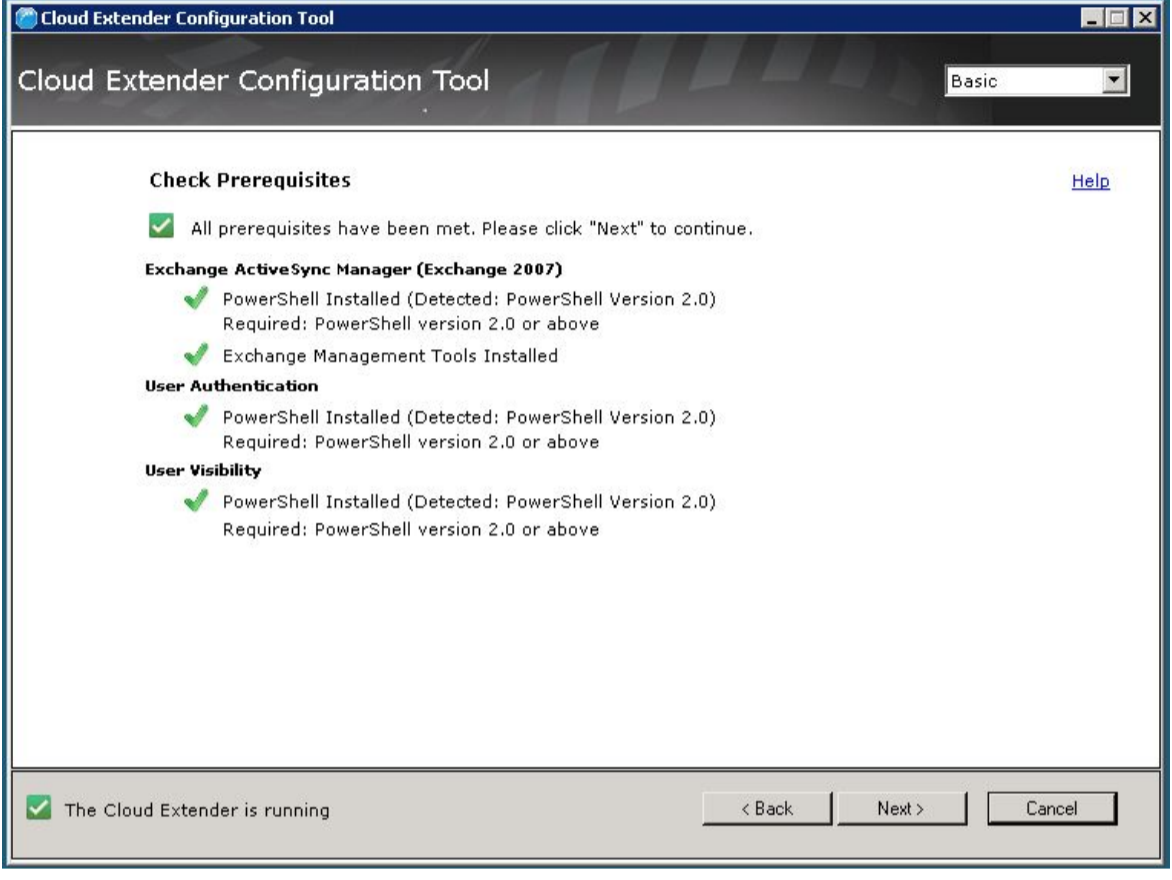 Cloud Extender Configuration Tool
Cloud Extender Configuration Tool
Basic
Check Prerequisites
Help
All prerequisites have been met. Please click "Next" to continue.
Exchange ActiveSync Manager (Exchange 2007)
PowerShell Installed (Detected: PowerShell Version 2.0)
Required: PowerShell version 2.0 or above
Exchange Management Tools Installed
User Authentication
PowerShell Installed (Detected: PowerShell Version 2.0)
Required: PowerShell version 2.0 or above
User Visibility
PowerShell Installed (Detected: PowerShell Version 2.0)
Required: PowerShell version 2.0 or above
The Cloud Extender is running
< Back
Next >
Cancel